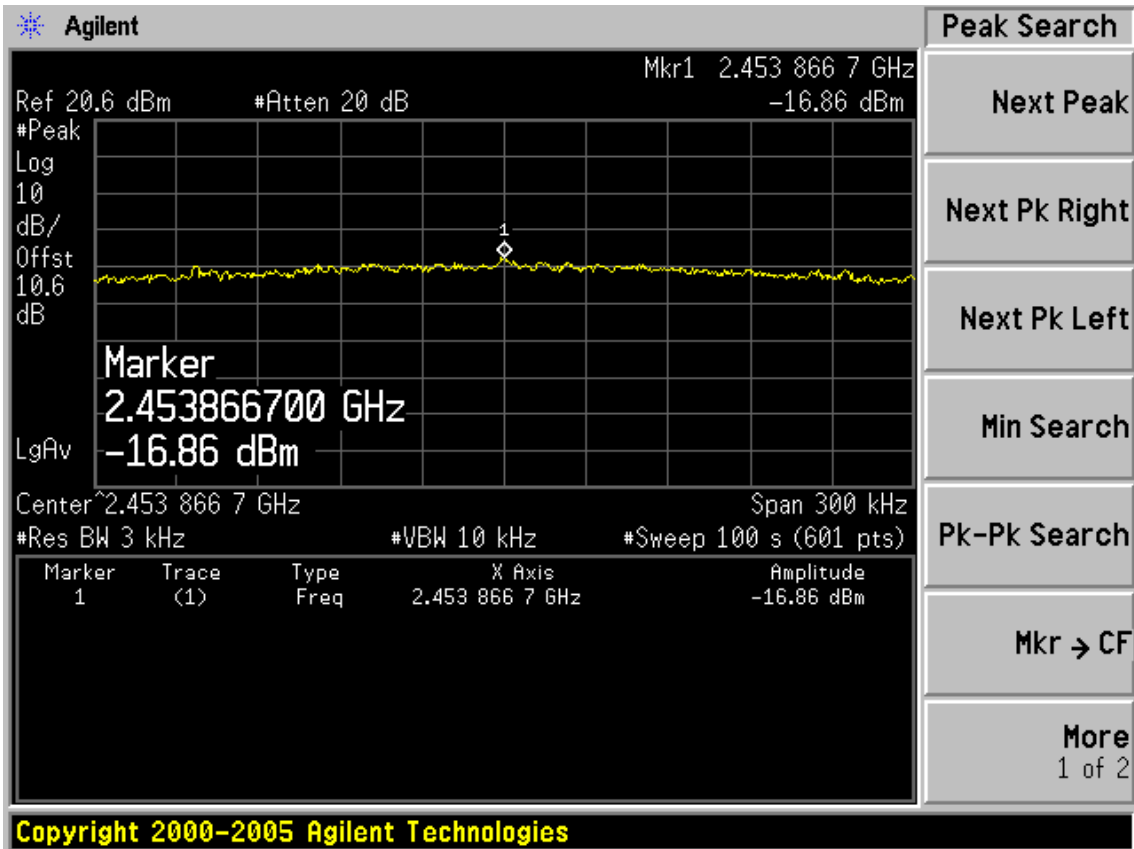 Agilent
Peak Search
Mkr1 2.453 866 7 GHz
Ref 20.6 dBm #Atten 20 dB -16.86 dBm
#Peak
Log
10
dB/
Offst
10.6
dB
1
Marker
2.453866700 GHz
-16.86 dBm
LgAv
Center^2.453 866 7 GHz Span 300 kHz
#Res BW 3 kHz #VBW 10 kHz #Sweep 100 s (601 pts)
Marker Trace Type X Axis Amplitude
1 (1) Freq 2.453 866 7 GHz -16.86 dBm
Next Peak
Next Pk Right
Next Pk Left
Min Search
Pk-Pk Search
Mkr → CF
More
1 of 2
Copyright 2000-2005 Agilent Technologies